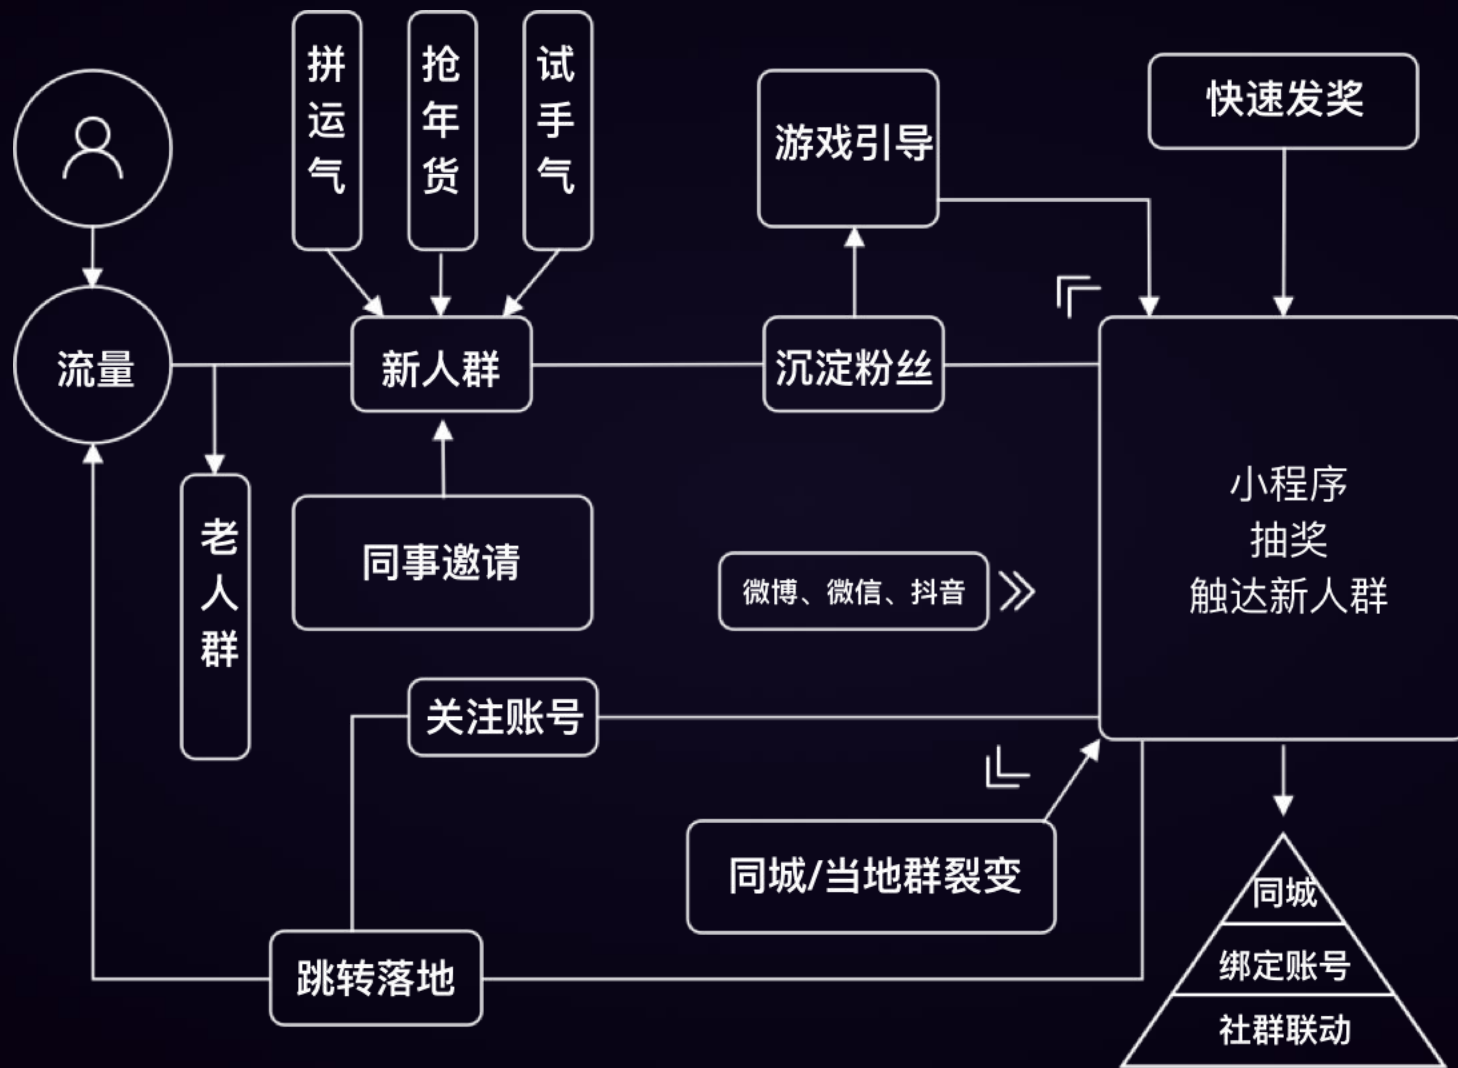 拼运气
抢年货
试手气
游戏引导
快速发奖
流量
新人群
沉淀粉丝
老人群
同事邀请
微博、微信、抖音
小程序
抽奖
触达新人群
关注账号
同城/当地群裂变
跳转落地
同城
绑定账号
社群联动